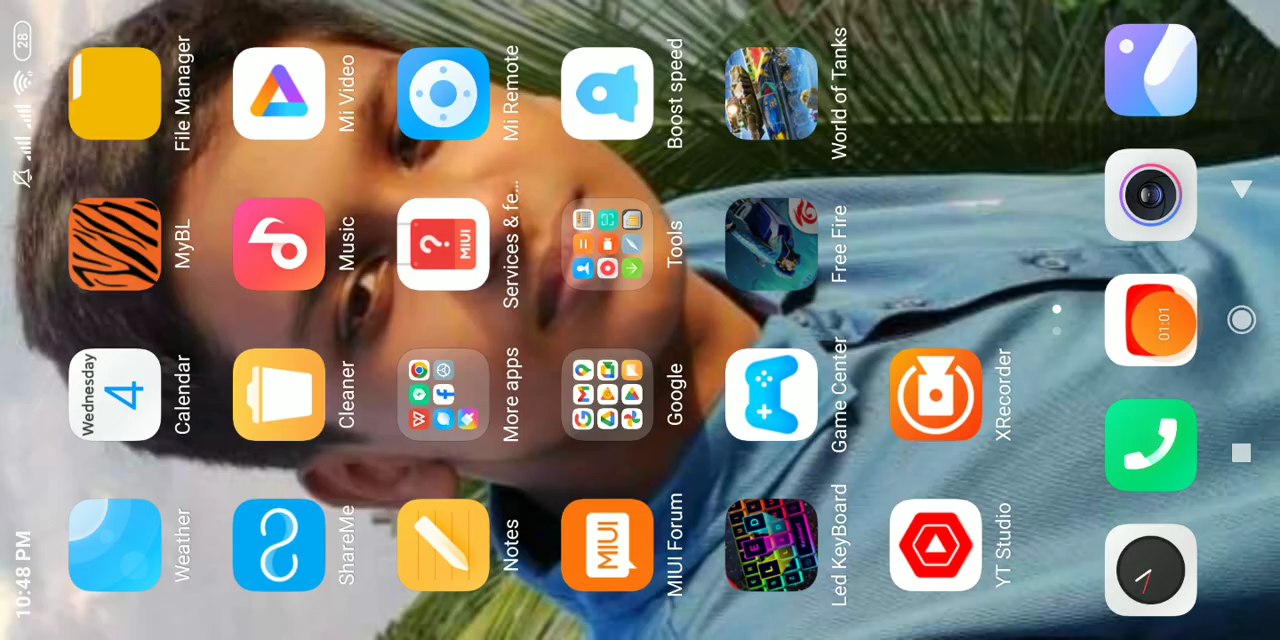 10:48 PM
28
Weather
Wednesday
4
Calendar
MyBL
File Manager
ShareMe
Cleaner
Music
Mi Video
Notes
More apps
?
MIUI
Services & fe...
Mi Remote
MIUI
MIUI Forum
Google
Tools
Boost speed
Led KeyBoard
Game Center
Free Fire
World of Tanks
YT Studio
XRecorder
01:01